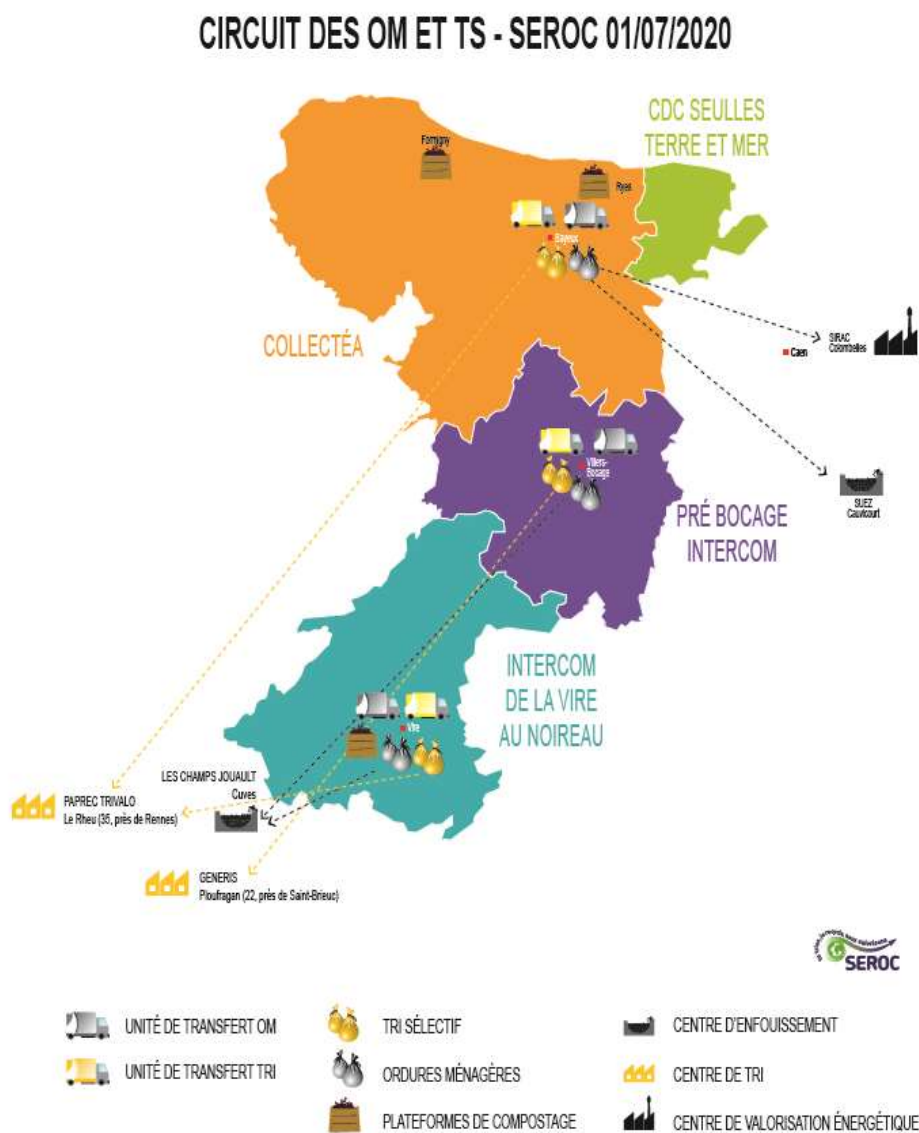 CIRCUIT DES OM ET TS - SEROC 01/07/2020
CDC SEULLES
TERRE ET MER
Formigny
Ryes
Bayeux
COLLECTÉA
SIRAC
Colombelles
Caen
Villers-
Bocage
SUEZ
Cauvicourt
PRÉ BOCAGE
INTERCOM
INTERCOM
DE LA VIRE
AU NOIREAU
Vire
LES CHAMPS JOUAULT
Cuves
PAPREC TRIVALO
Le Rheu (35, près de Rennes)
GENERIS
Ploufragan (22, près de Saint-Brieuc)
SEROC
UNITÉ DE TRANSFERT OM
TRI SÉLECTIF
CENTRE D'ENFOUISSEMENT
UNITÉ DE TRANSFERT TRI
ORDURES MÉNAGÈRES
CENTRE DE TRI
PLATEFORMES DE COMPOSTAGE
CENTRE DE VALORISATION ÉNERGÉTIQUE